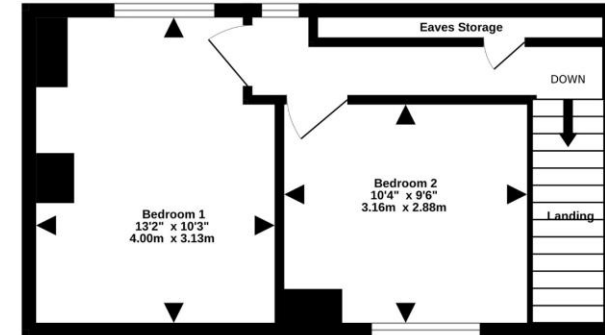 Eaves Storage
DOWN
Bedroom 2
10'4" x 9'6"
3.16m x 2.88m
Bedroom 1
13'2" x 10'3"
4.00m x 3.13m
Landing